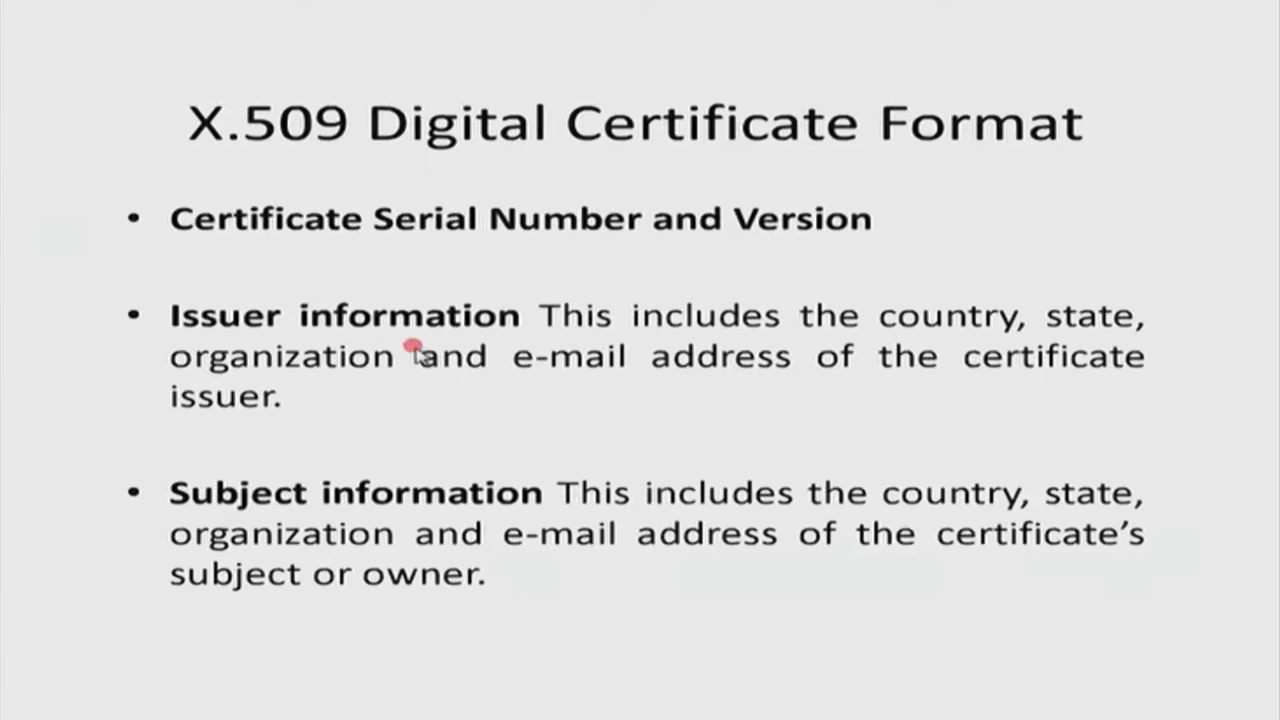 X.509 Digital Certificate Format
• Certificate Serial Number and Version
• Issuer information This includes the country, state,
organization and e-mail address of the certificate
issuer.
• Subject information This includes the country, state,
organization and e-mail address of the certificate’s
subject or owner.